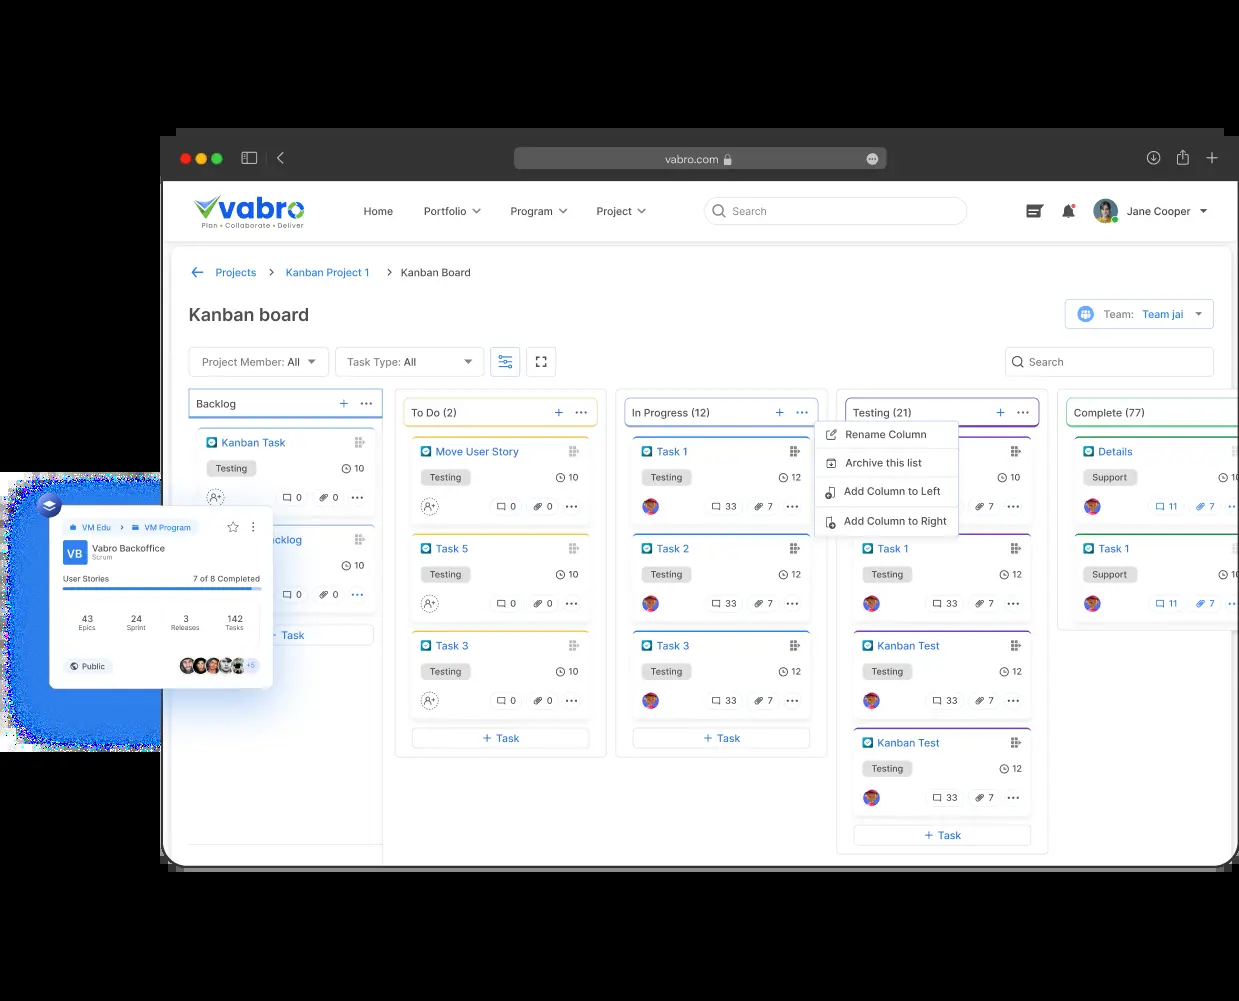 vabro.com
vabro
Plan • Collaborate • Deliver
Home Portfolio Program Project Search Jane Cooper
Projects > Kanban Project 1 > Kanban Board
Kanban board
Team: Team jai
Project Member: All Task Type: All Search
Backlog + ...
Kanban Task
Testing 10
0 0 ...
cklog
10
0 0 ...
Task
To Do (2) + ...
Move User Story
Testing 10
0 0 ...
Task 5
Testing 10
0 0 ...
Task 3
Testing 10
0 0 ...
+ Task
In Progress (12) + ...
Task 1
Testing 12
33 7 ...
Task 2
Testing 12
33 7 ...
Task 3
Testing 12
33 7 ...
+ Task
Rename Column
Archive this list
Add Column to Left
Add Column to Right
Testing (21) + ...
10
7 ...
Task 1
Testing 12
33 7 ...
Kanban Test
Testing 12
33 7 ...
Kanban Test
Testing 12
33 7 ...
+ Task
Complete (77)
Details
Support 10
11 7 ..
Task 1
Support 10
11 7 ..
VM Edu > VM Program
VB Vabro Backoffice
Scrum
User Stories 7 of 8 Completed
43 24 3 142
Epics Sprint Releases Tasks
Public +5